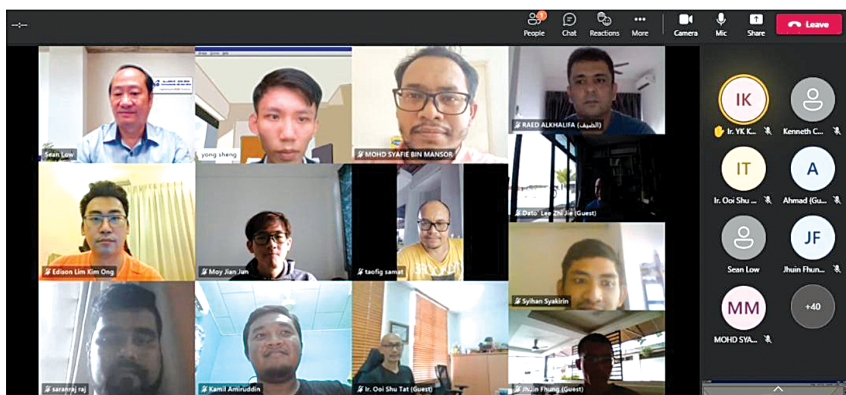 --:--
People
1
Chat
Reactions
More
Camera
Mic
Share
Leave
Sean Low
yong sheng
MOHD SYAFIE BIN MANSOR
RAED ALKHALIFA (الضيف)
Edison Lim Kim Ong
Moy Jian Jun
taofig samat
Dato' Lee Zhi Jie (Guest)
Syihan Syakirin
saranraj raj
Kamil Amiruddin
Ir. Ooi Shu Tat (Guest)
Jhuin Fhung (Guest)
IK
Ir. YK K...
Kenneth C...
IT
Ir. Ooi Shu ...
A
Ahmad (Gu...
Sean Low
JF
Jhuin Fhun...
MM
MOHD SYA...
+40